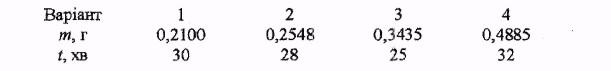 Варіант 1 2 3 4
m, г 0,2100 0,2548 0,3435 0,4885
t, хв 30 28 25 32